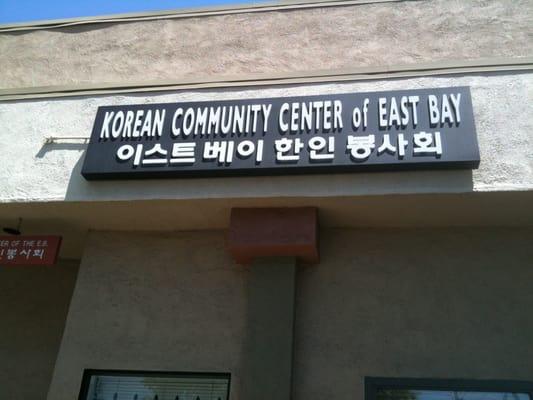 KOREAN COMMUNITY CENTER of EAST BAY
이스트 베이 한인 봉사회
OF THE E.B.
인봉사회